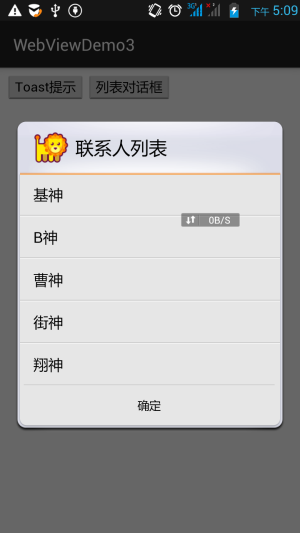 3G
下午 5:09
WebViewDemo3
Toast提示 列表对话框
联系人列表
基神
0B/S
B神
曹神
街神
翔神
确定